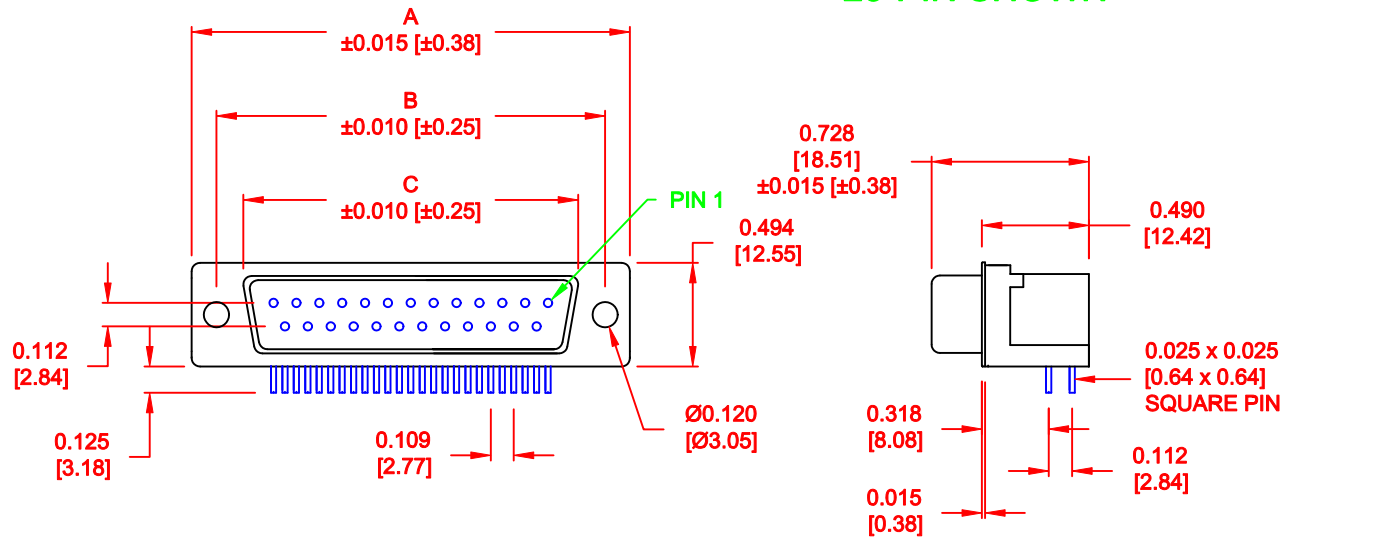 A
±0.015 [±0.38]
B
±0.010 [±0.25]
C
±0.010 [±0.25]
PIN 1
0.494
[12.55]
0.112
[2.84]
0.125
[3.18]
0.109
[2.77]
Ø0.120
[Ø3.05]
0.728
[18.51]
±0.015 [±0.38]
0.490
[12.42]
0.025 x 0.025
[0.64 x 0.64]
SQUARE PIN
0.318
[8.08]
0.112
[2.84]
0.015
[0.38]